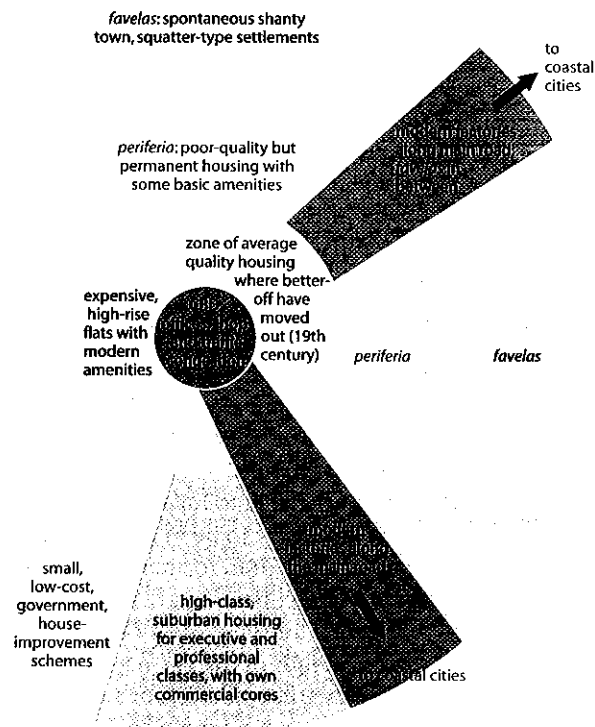 favelas: spontaneous shanty
town, squatter-type settlements
to
coastal
cities
periferia: poor-quality but
permanent housing with
some basic amenities
zone of average
quality housing
where better-
off have
moved
out (19th
century)
expensive,
high-rise
flats with
modern
amenities
periferia
favelas
small,
low-cost,
government,
house-
improvement
schemes
high-class,
suburban housing
for executive and
professional
classes, with own
commercial cores
to coastal cities